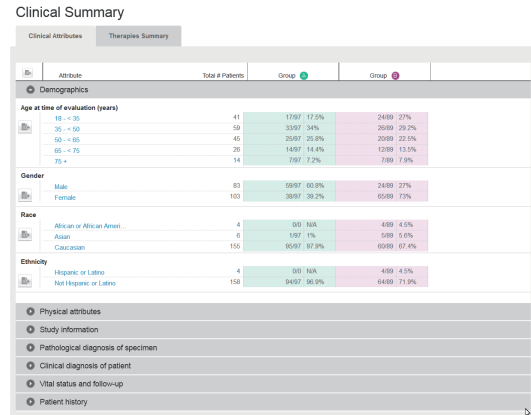 Clinical Summary
Clinical Attributes Therapies Summary
Attribute Total # Patients Group A Group B
Demographics
Age at time of evaluation (years)
18 - < 35 41 17/97 17.5% 24/89 27%
35 - < 50 59 33/97 34% 26/89 29.2%
50 - < 65 45 25/97 25.8% 20/89 22.5%
65 - < 75 26 14/97 14.4% 12/89 13.5%
75 + 14 7/97 7.2% 7/89 7.9%
Gender
Male 83 59/97 60.8% 24/89 27%
Female 103 38/97 39.2% 65/89 73%
Race
African or African Ameri... 4 0/0 N/A 4/89 4.5%
Asian 6 1/97 1% 5/89 5.6%
Caucasian 155 95/97 97.9% 60/89 67.4%
Ethnicity
Hispanic or Latino 4 0/0 N/A 4/89 4.5%
Not Hispanic or Latino 158 94/97 96.9% 64/89 71.9%
Physical attributes
Study information
Pathological diagnosis of specimen
Clinical diagnosis of patient
Vital status and follow-up
Patient history